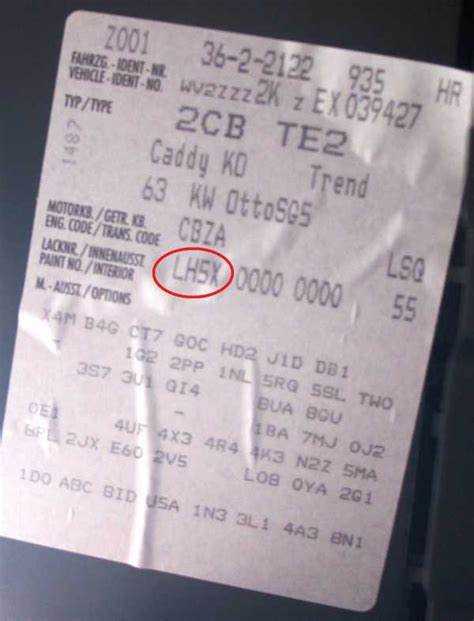 Z001 36-2-2122 935 HR
FAHRZG.-IDENT-NR.
VEHICLE-IDENT-NO. WV2ZZZ2K Z EX039427
TYP/TYPE 2CB TE2
1487 Caddy KO Trend
63 KW OttoSG5
MOTORKB./GETR. KB.
ENG. CODE/TRANS. CODE CBZA
LACKNR./INNENAUSST. LH5X 0000 0000 LSQ
PAINT NO./INTERIOR 55
M.-AUSST./OPTIONS
X4M B4G CT7 G0C HD2 J1D DB1
- 1G2 2PP 1NL 5RG 5SL TWO
3S7 3U1 QI4 8UA 8GU
- 1BA 7MJ 0J2
0E1 4UF 4X3 4R4 4K3 N2Z 5MA
6FL 2JX E60 2V5 L08 0YA 2G1
1D0 ABC BID USA 1N3 3L1 4A3 8N1